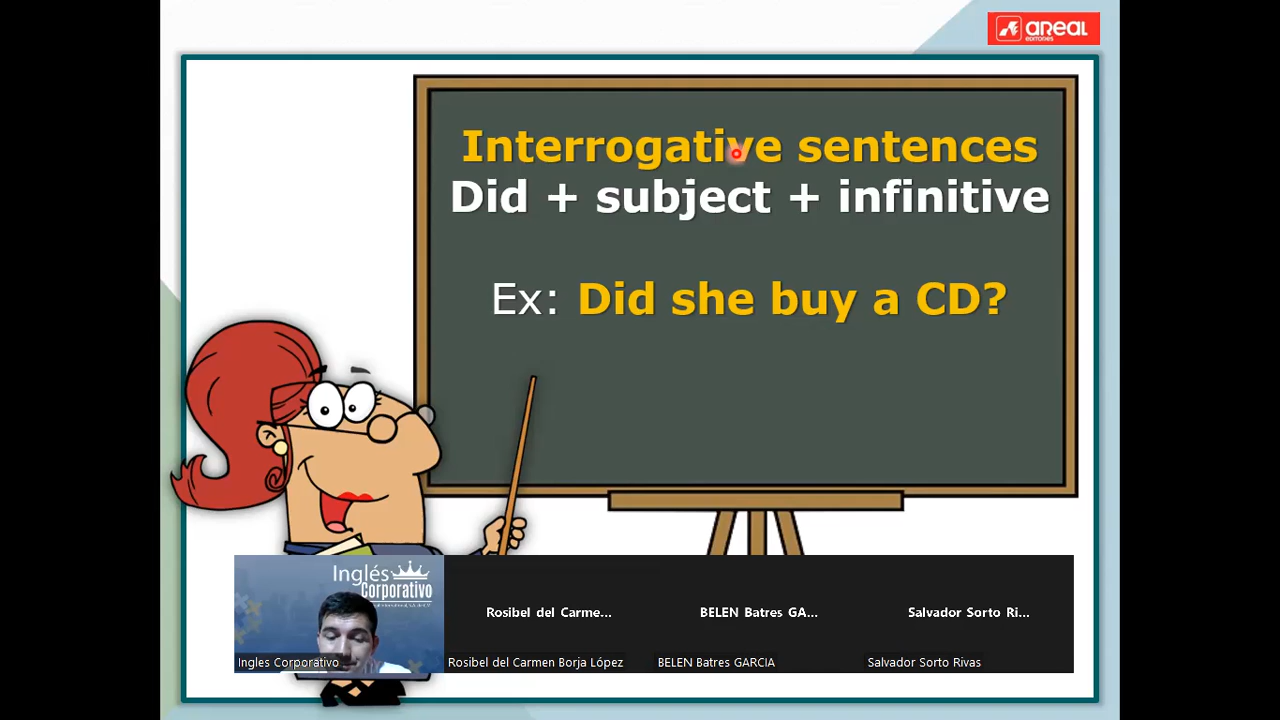 aREaL
EDITORES
Interrogative sentences
Did + subject + infinitive
Ex: Did she buy a CD?
Inglés
Corporativo
Rosibel del Carme...
BELEN Batres GA...
Salvador Sorto Ri...
Ingles Corporativo
Rosibel del Carmen Borja López
BELEN Batres GARCIA
Salvador Sorto Rivas